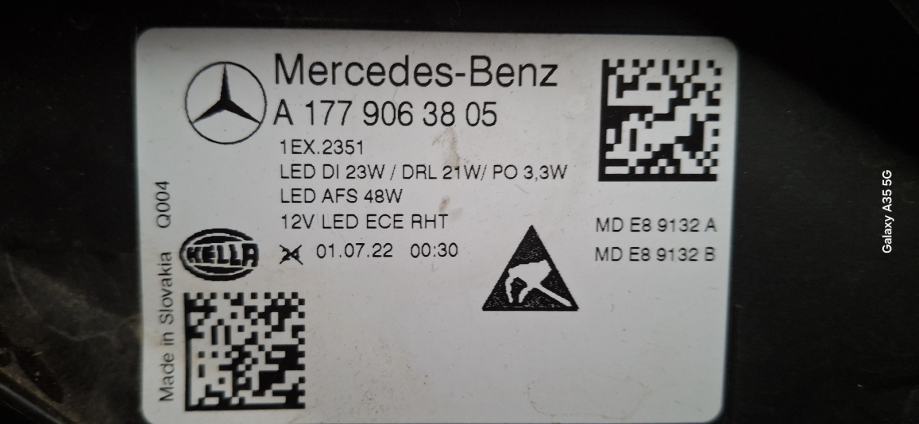 Mercedes-Benz
A 177 906 38 05
1EX.2351
LED DI 23W / DRL 21W/ PO 3,3W
LED AFS 48W
12V LED ECE RHT
01.07.22 00:30
MD E8 9132 A
MD E8 9132 B
HELLA
Made in Slovakia Q004
Galaxy A35 5G